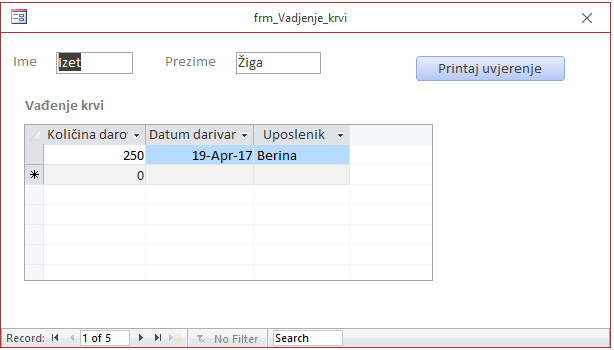 frm_Vadjenje_krvi
Ime Izet Prezime Žiga Printaj uvjerenje
Vađenje krvi
Količina darov Datum darivar Uposlenik
250 19-Apr-17 Berina
0
Record: 1 of 5 No Filter Search